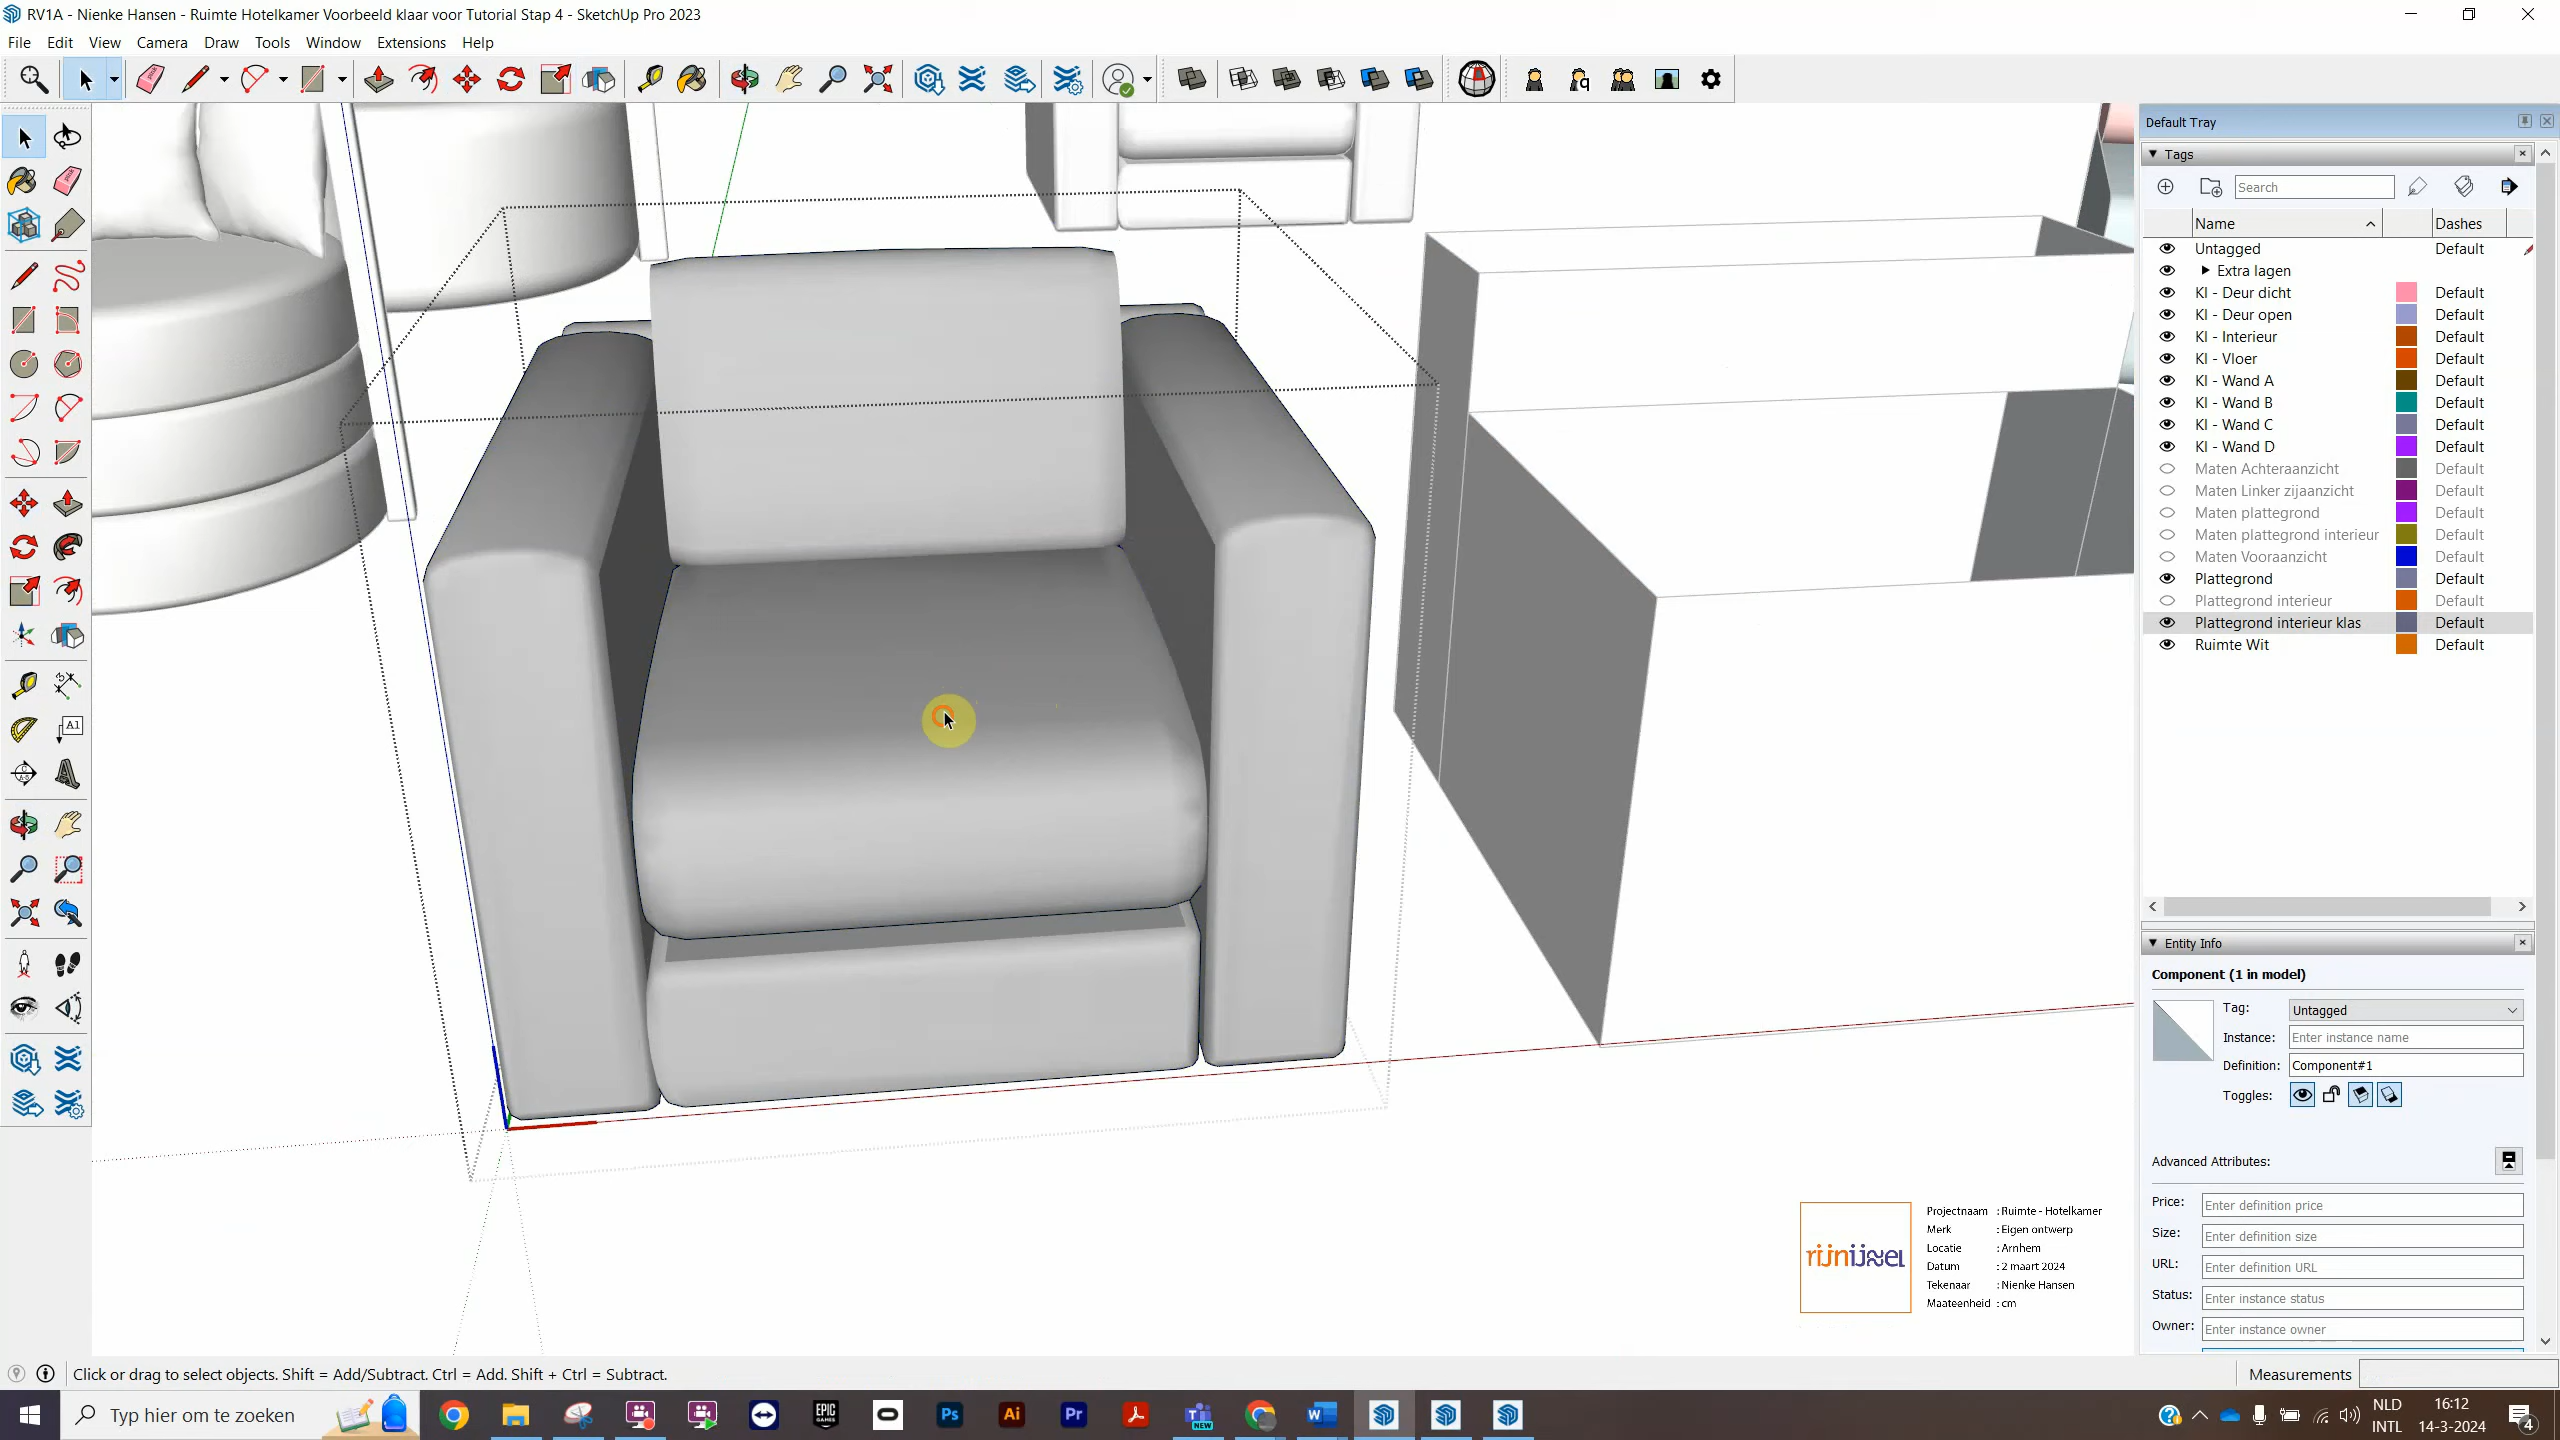 RV1A - Nienke Hansen - Ruimte Hotelkamer Voorbeeld klaar voor Tutorial Stap 4 - SketchUp Pro 2023
File Edit View Camera Draw Tools Window Extensions Help
Default Tray
Tags
Search
Name Dashes
Untagged Default
Extra lagen
KI - Deur dicht Default
KI - Deur open Default
KI - Interieur Default
KI - Vloer Default
KI - Wand A Default
KI - Wand B Default
KI - Wand C Default
KI - Wand D Default
Maten Achteraanzicht Default
Maten Linker zijaanzicht Default
Maten plattegrond Default
Maten plattegrond interieur Default
Maten Vooraanzicht Default
Plattegrond Default
Plattegrond interieur Default
Plattegrond interieur klas Default
Ruimte Wit Default
Entity Info
Component (1 in model)
Tag: Untagged
Instance: Enter instance name
Definition: Component#1
Toggles:
Advanced Attributes:
Price: Enter definition price
Size: Enter definition size
URL: Enter definition URL
Status: Enter instance status
Owner: Enter instance owner
rijnijssel
Projectnaam : Ruimte - Hotelkamer
Merk : Eigen ontwerp
Locatie : Arnhem
Datum : 2 maart 2024
Tekenaar : Nienke Hansen
Maateenheid : cm
Click or drag to select objects. Shift = Add/Subtract. Ctrl = Add. Shift + Ctrl = Subtract.
Measurements
Typ hier om te zoeken
EPIC GAMES
Ps
Ai
Pr
NEW
W
NLD
INTL
16:12
14-3-2024
4